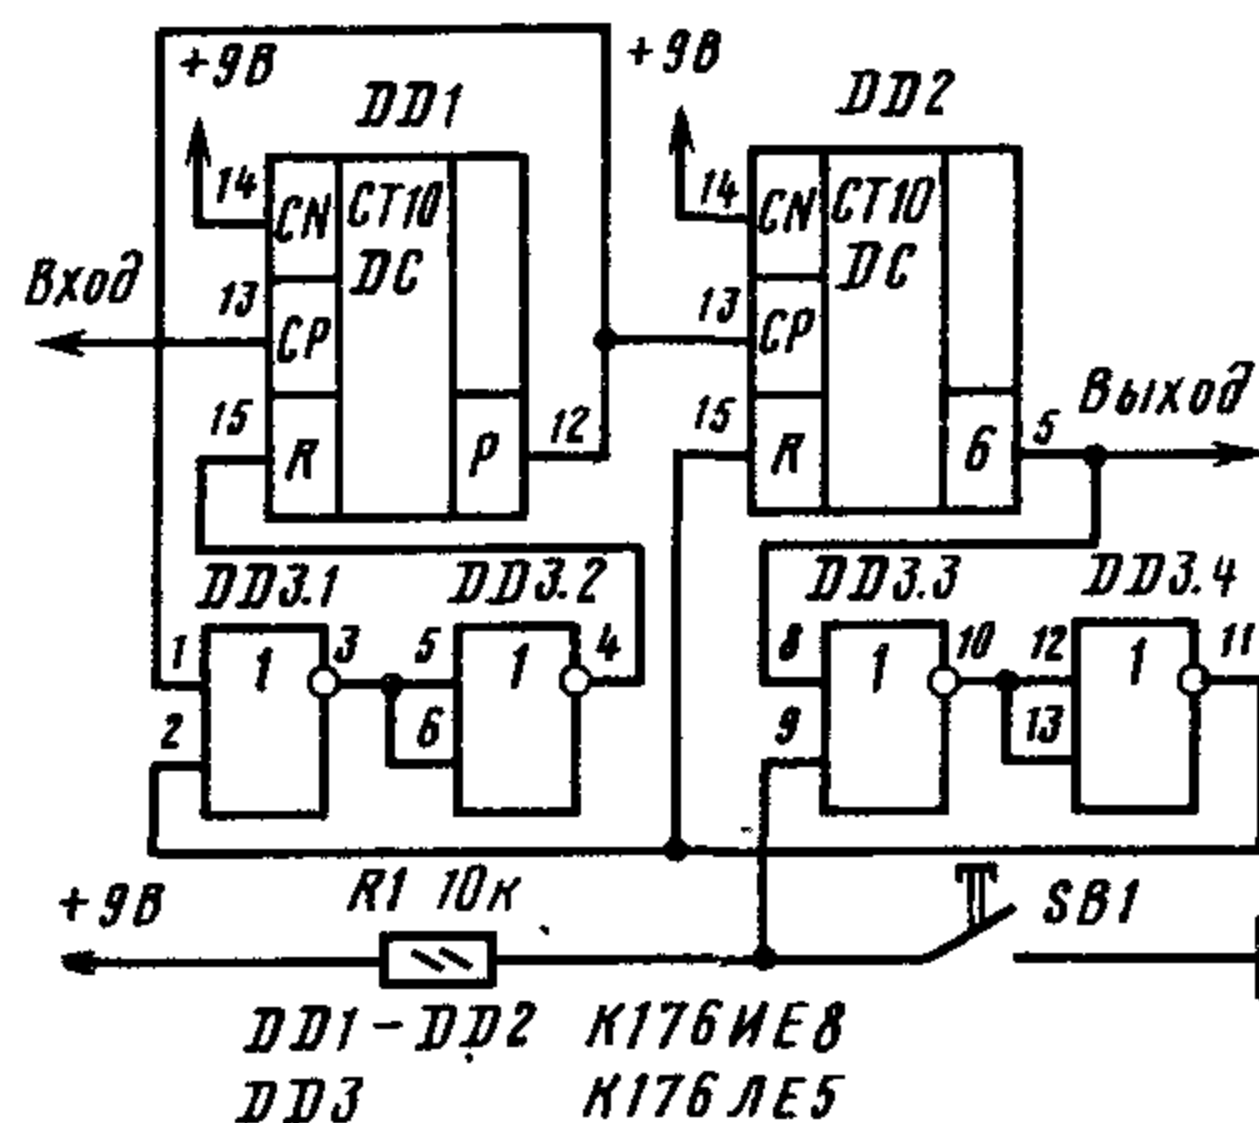 +9В
+9В
DD1
DD2
14
CN
CT10
DC
14
CN
CT10
DC
Вход
13
CP
13
CP
15
R
P
12
15
R
6
5
Выход
DD3.1
DD3.2
DD3.3
DD3.4
1
1
3
5
1
4
8
1
10
12
1
11
2
6
9
13
+9В
R1 10к
SB1
DD1-DD2 К176ИЕ8
DD3 К176ЛЕ5